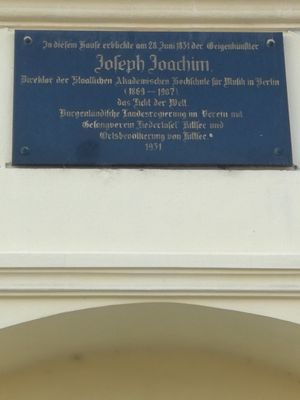 In diesem Hause erblickte am 28. Juni 1831 der Geigenkünstler
Joseph Joachim
Direktor der Staatlichen Akademischen Hochschule für Musik in Berlin
(1869 — 1907)
das Licht der Welt
Burgenländische Landesregierung im Verein mit
Gesangverein Liedertafel Kittsee und
Ortsbevölkerung von Kittsee.
1931